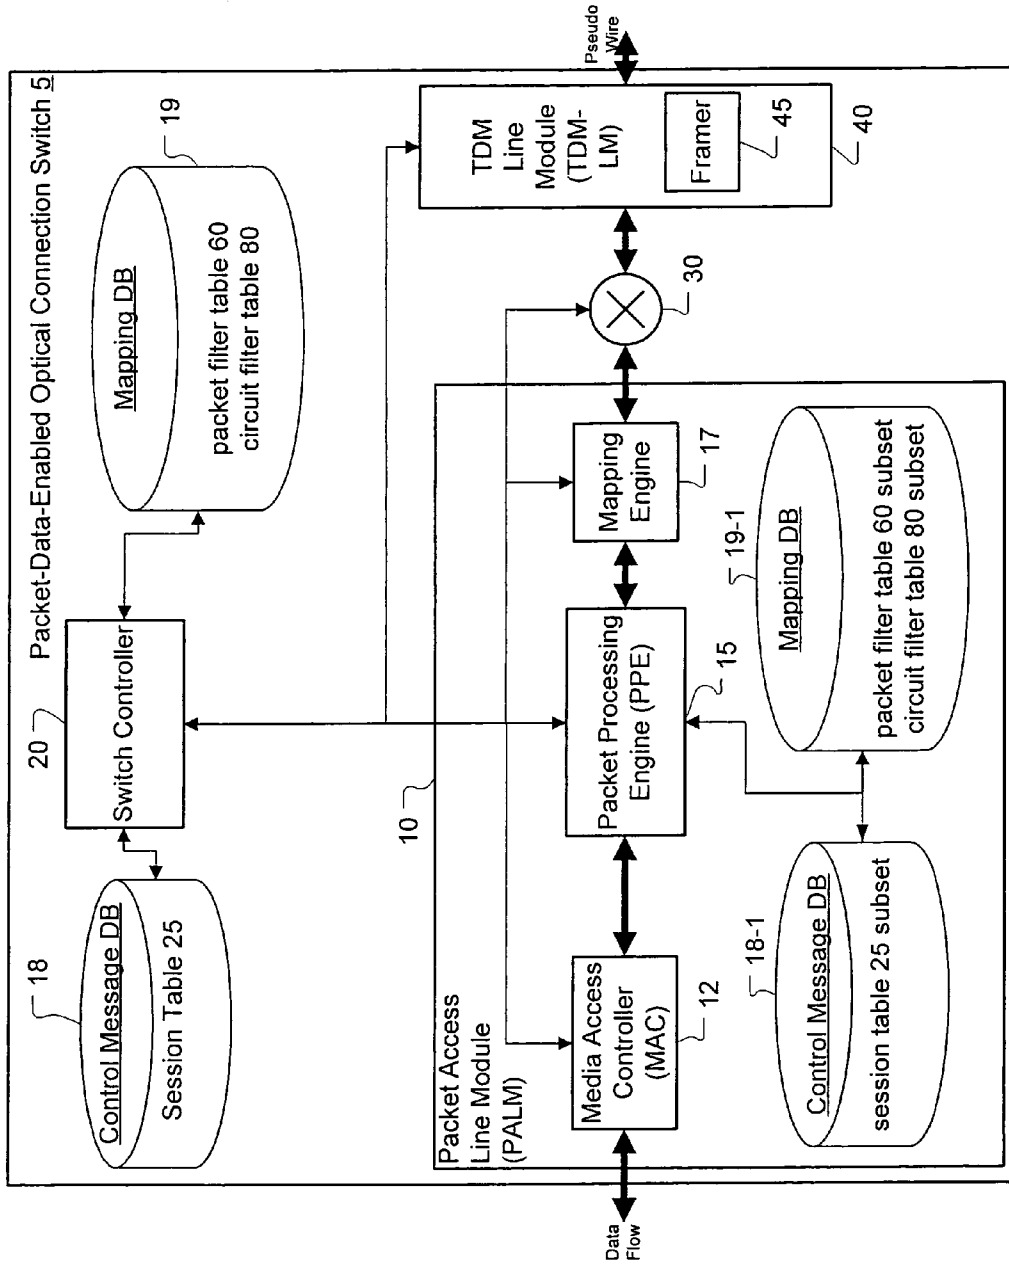 Packet-Data-Enabled Optical Connection Switch 5
18
Control Message DB
Session Table 25
20
Switch Controller
19
Mapping DB
packet filter table 60
circuit filter table 80
10
Packet Access
Line Module
(PALM)
Data
Flow
Media Access
Controller
(MAC)
12
Packet Processing
Engine (PPE)
15
Mapping
Engine
17
30
TDM
Line
Module
(TDM-
LM)
Framer
45
40
Pseudo
Wire
18-1
Control Message DB
session table 25 subset
19-1
Mapping DB
packet filter table 60 subset
circuit filter table 80 subset